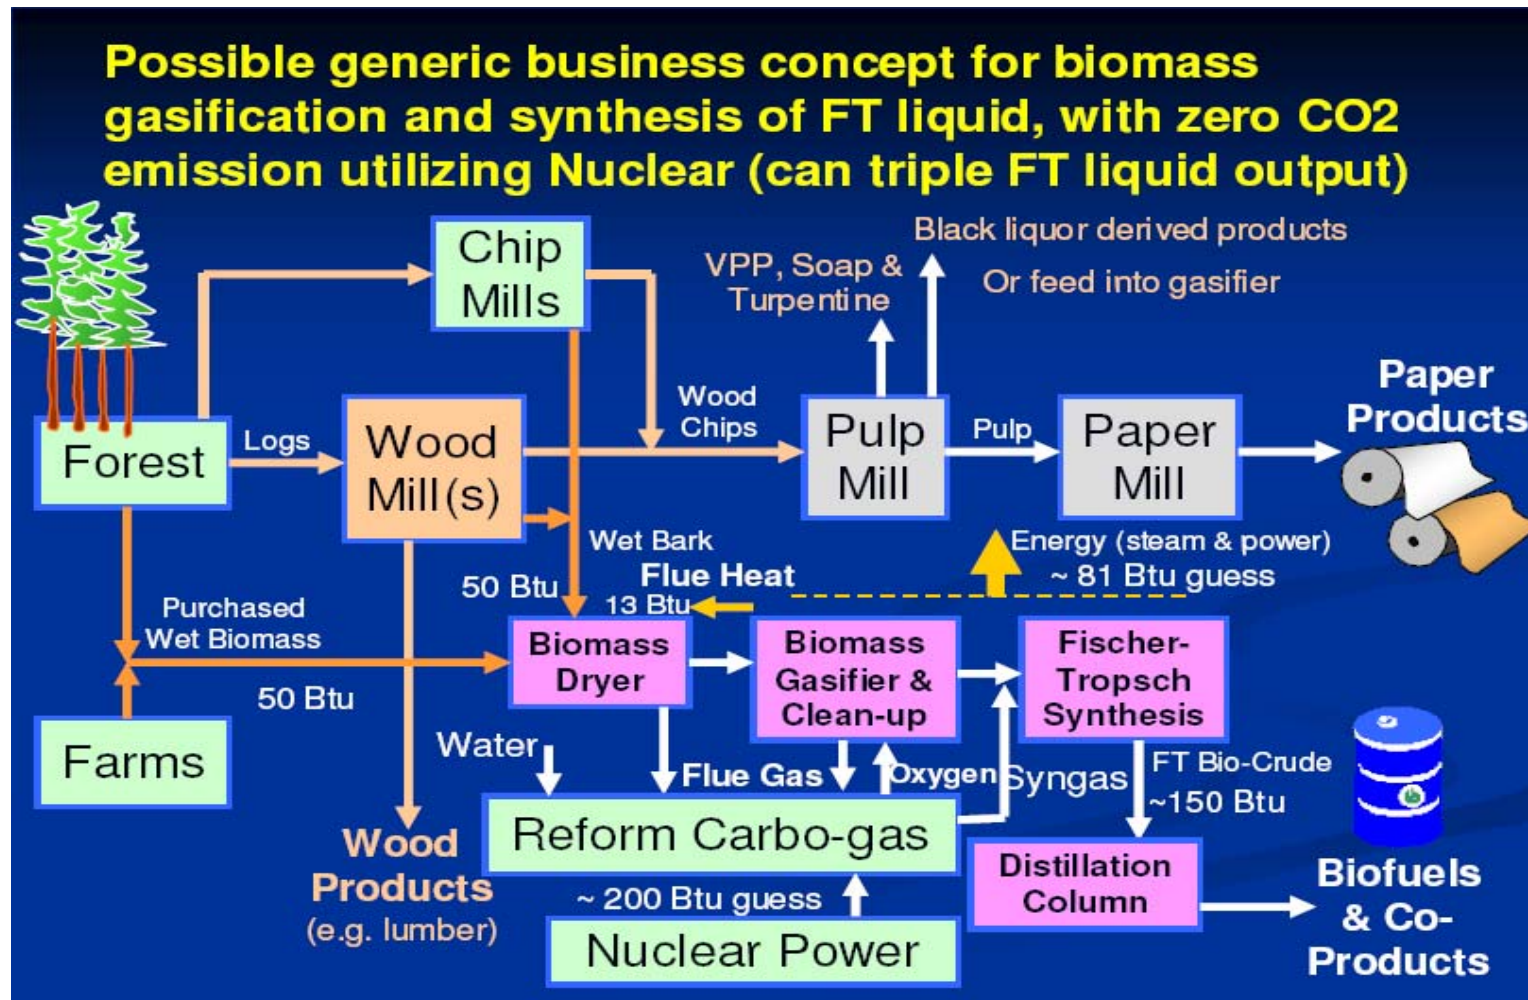 Possible generic business concept for biomass
gasification and synthesis of FT liquid, with zero CO2
emission utilizing Nuclear (can triple FT liquid output)
Chip
Mills
VPP, Soap &
Turpentine
Black liquor derived products
Or feed into gasifier
Forest
Logs
Wood
Mill(s)
Wood
Chips
Pulp
Mill
Pulp
Paper
Mill
Paper
Products
Wet Bark
50 Btu
Flue Heat
13 Btu
Energy (steam & power)
~ 81 Btu guess
Purchased
Wet Biomass
50 Btu
Farms
Biomass
Dryer
Biomass
Gasifier &
Clean-up
Fischer-
Tropsch
Synthesis
Water
Flue Gas
Oxygen
Syngas
FT Bio-Crude
~150 Btu
Reform Carbo-gas
Wood
Products
(e.g. lumber)
~ 200 Btu guess
Nuclear Power
Distillation
Column
Biofuels
& Co-
Products